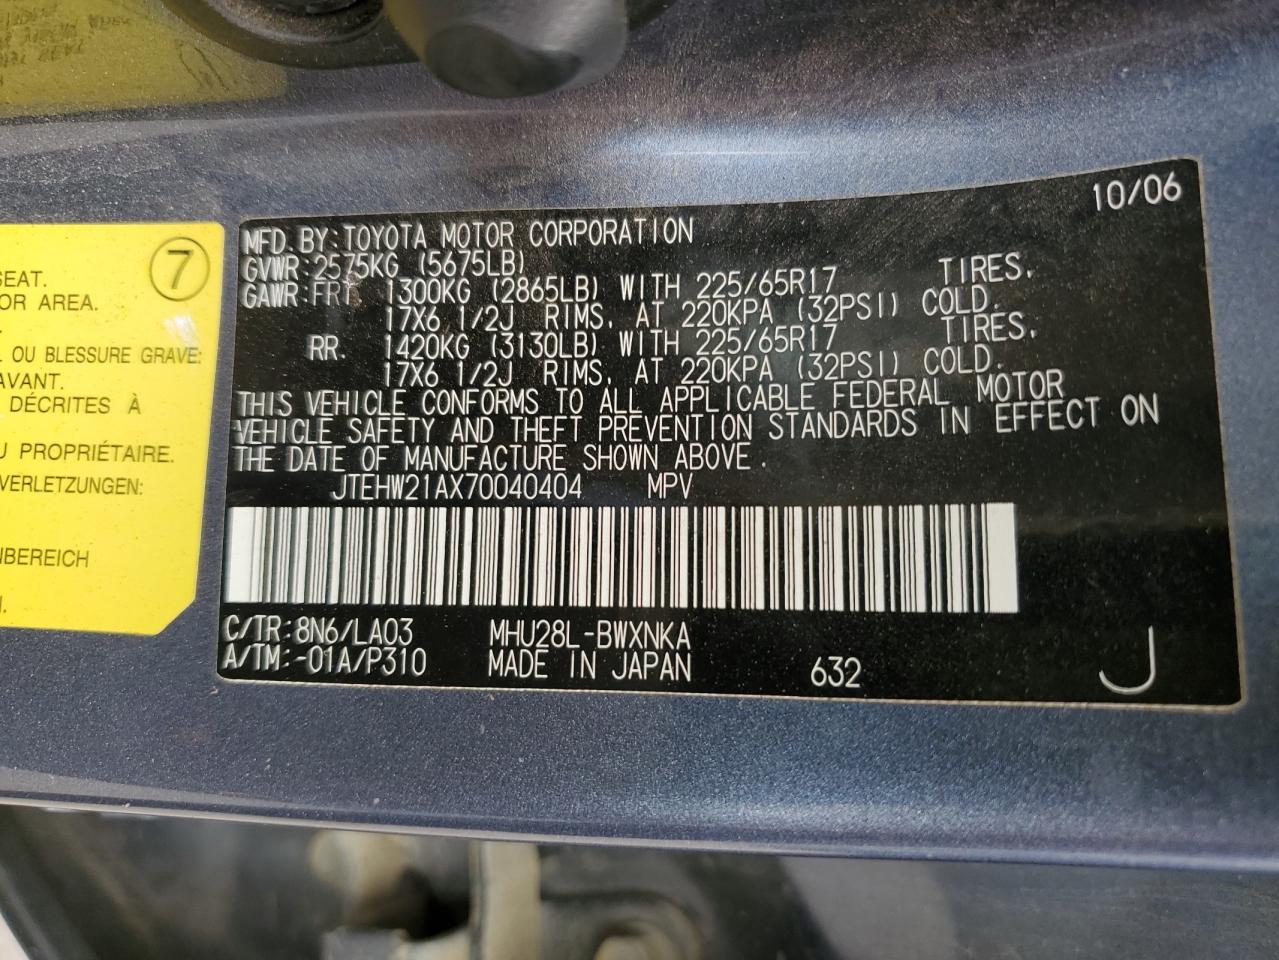 10/06
MFD. BY: TOYOTA MOTOR CORPORATION
GVWR: 2575KG (5675LB)
GAWR: FRT 1300KG (2865LB) WITH 225/65R17 TIRES,
17X6 1/2J RIMS, AT 220KPA (32PSI) COLD.
RR. 1420KG (3130LB) WITH 225/65R17 TIRES,
17X6 1/2J RIMS, AT 220KPA (32PSI) COLD.
THIS VEHICLE CONFORMS TO ALL APPLICABLE FEDERAL MOTOR
VEHICLE SAFETY AND THEFT PREVENTION STANDARDS IN EFFECT ON
THE DATE OF MANUFACTURE SHOWN ABOVE.
JTEHW21AX70040404 MPV
C/TR: 8N6/LA03 MHU28L-BWXNKA
A/TM: -01A/P310 MADE IN JAPAN 632 J
7
SEAT.
OR AREA.
OU BLESSURE GRAVE:
AVANT.
DÉCRITES À
PROPRIÉTAIRE.
VERLETZUNGEN:
NBEREICH